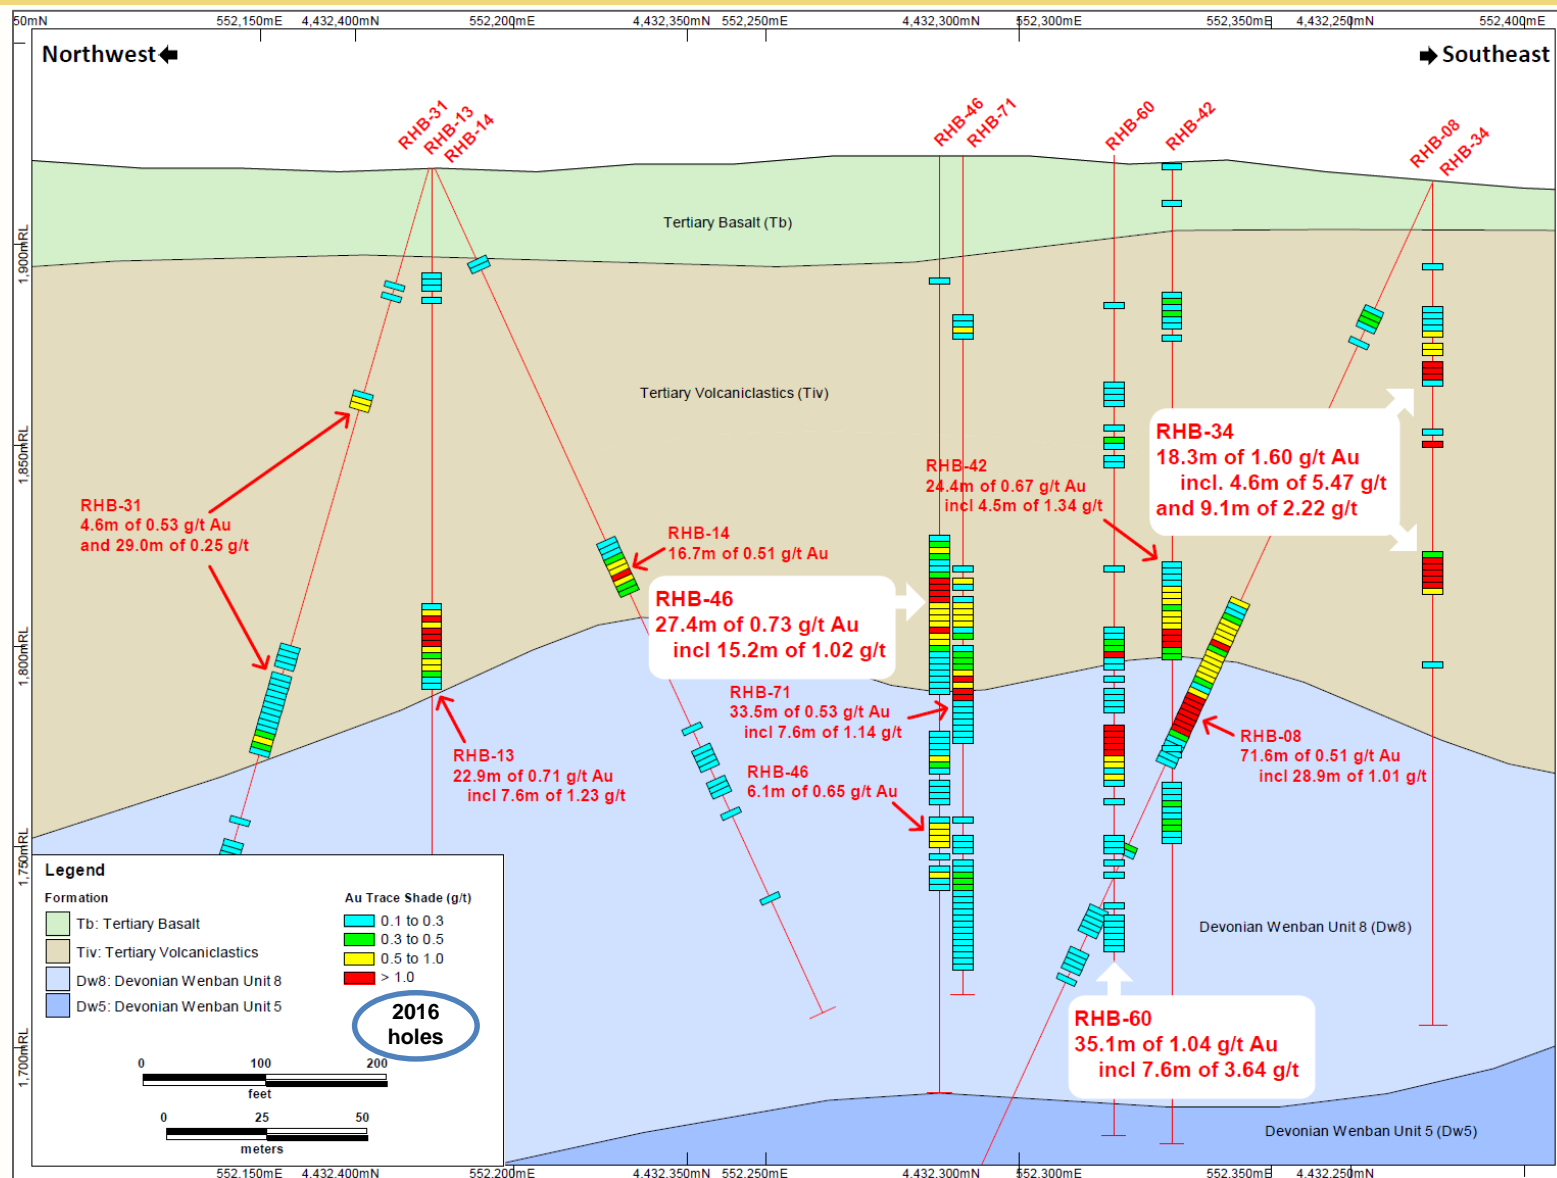 50mN 552,150mE 4,432,400mN 552,200mE 4,432,350mN 552,250mE 4,432,300mN 552,300mE 552,350mE 4,432,250mN 552,400mE
Northwest
Southeast
RHB-31
RHB-13
RHB-14
RHB-46
RHB-71
RHB-60
RHB-42
RHB-08
RHB-34
1,900mRL
1,850mRL
1,800mRL
1,750mRL
1,700mRL
Tertiary Basalt (Tb)
Tertiary Volcaniclastics (Tiv)
RHB-34
18.3m of 1.60 g/t Au
incl. 4.6m of 5.47 g/t
and 9.1m of 2.22 g/t
RHB-42
24.4m of 0.67 g/t Au
incl 4.5m of 1.34 g/t
RHB-31
4.6m of 0.53 g/t Au
and 29.0m of 0.25 g/t
RHB-14
16.7m of 0.51 g/t Au
RHB-46
27.4m of 0.73 g/t Au
incl 15.2m of 1.02 g/t
RHB-71
33.5m of 0.53 g/t Au
incl 7.6m of 1.14 g/t
RHB-13
22.9m of 0.71 g/t Au
incl 7.6m of 1.23 g/t
RHB-46
6.1m of 0.65 g/t Au
RHB-08
71.6m of 0.51 g/t Au
incl 28.9m of 1.01 g/t
Devonian Wenban Unit 8 (Dw8)
RHB-60
35.1m of 1.04 g/t Au
incl 7.6m of 3.64 g/t
Devonian Wenban Unit 5 (Dw5)
Legend
Formation
Tb: Tertiary Basalt
Tiv: Tertiary Volcaniclastics
Dw8: Devonian Wenban Unit 8
Dw5: Devonian Wenban Unit 5
Au Trace Shade (g/t)
0.1 to 0.3
0.3 to 0.5
0.5 to 1.0
> 1.0
2016
holes
0 100 200
feet
0 25 50
meters
552,150mE 4,432,400mN 552,200mE 4,432,350mN 552,250mE 4,432,300mN 552,300mE 552,350mE 4,432,250mN 552,400mE